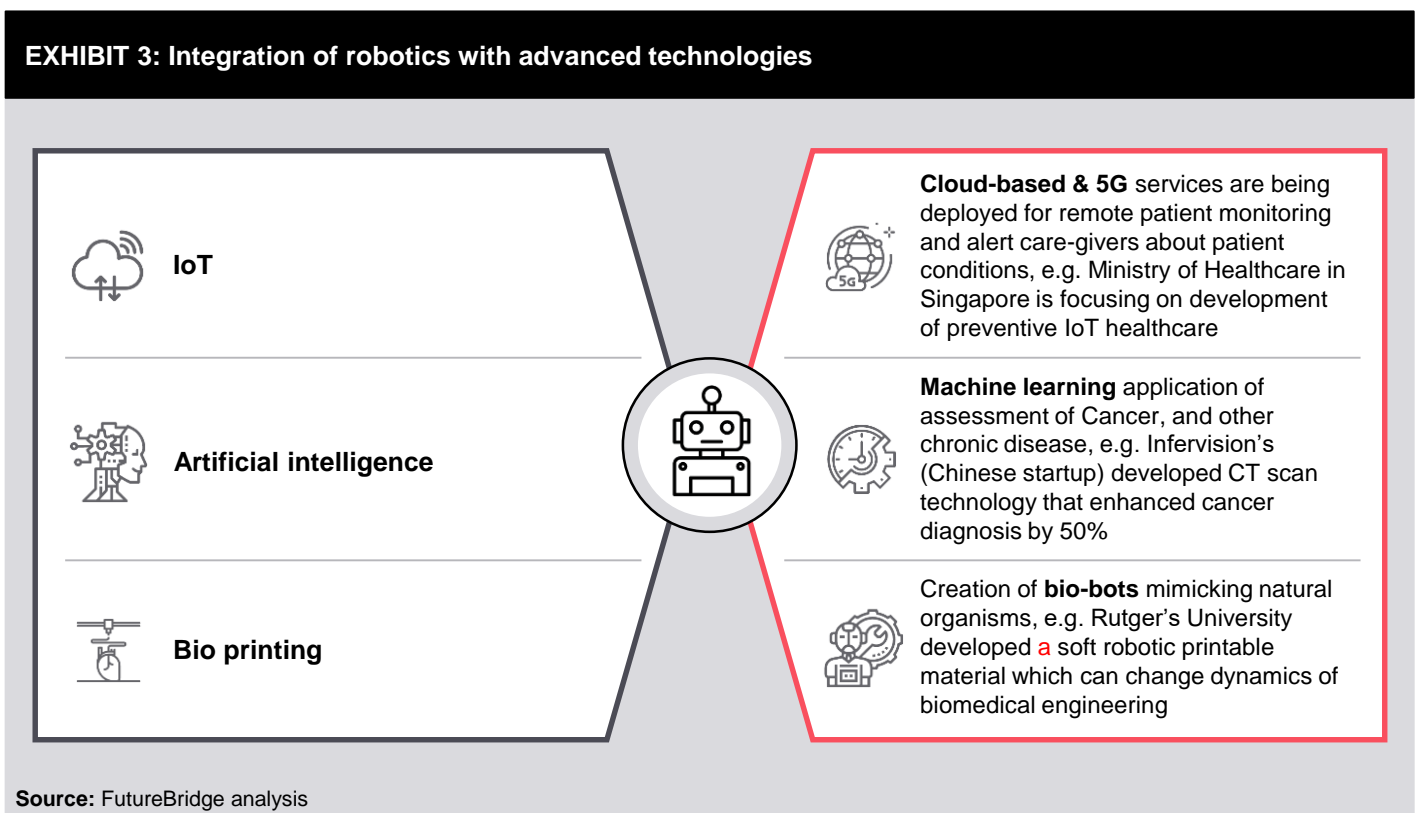 EXHIBIT 3: Integration of robotics with advanced technologies
IoT
5G
Cloud-based & 5G services are being
deployed for remote patient monitoring
and alert care-givers about patient
conditions, e.g. Ministry of Healthcare in
Singapore is focusing on development
of preventive IoT healthcare
Artificial intelligence
Machine learning application of
assessment of Cancer, and other
chronic disease, e.g. Infervision's
(Chinese startup) developed CT scan
technology that enhanced cancer
diagnosis by 50%
Bio printing
Creation of bio-bots mimicking natural
organisms, e.g. Rutger's University
developed a soft robotic printable
material which can change dynamics of
biomedical engineering
Source: FutureBridge analysis